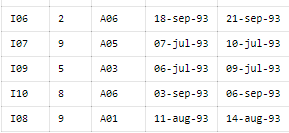 I06 2 A06 18-sep-93 21-sep-93
I07 9 A05 07-jul-93 10-jul-93
I09 5 A03 06-jul-93 09-jul-93
I10 8 A06 03-sep-93 06-sep-93
I08 9 A01 11-aug-93 14-aug-93